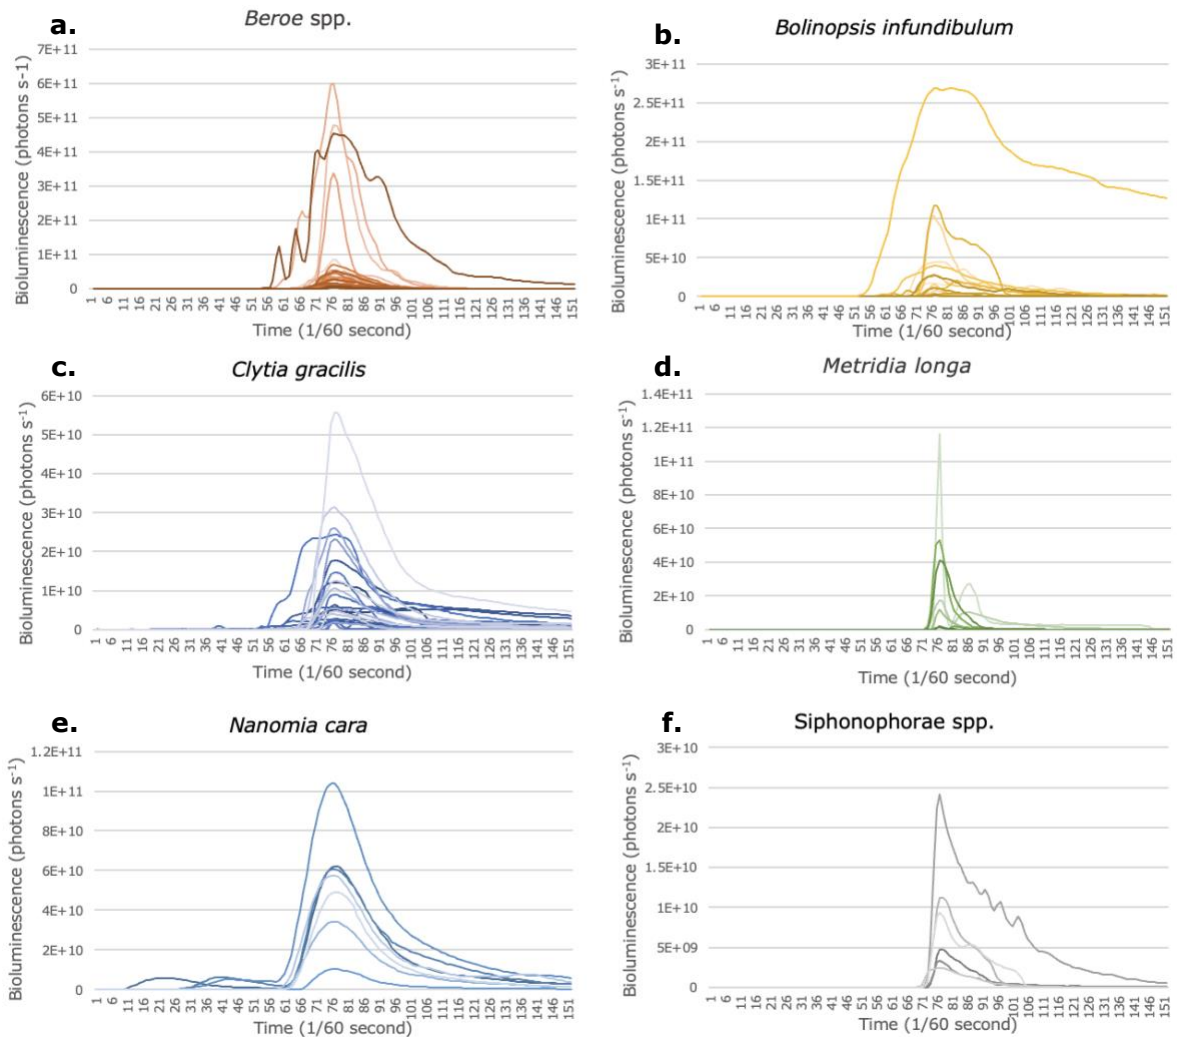 a.
Beroe spp.
7E+11
6E+11
5E+11
4E+11
3E+11
2E+11
1E+11
0
Bioluminescence (photons s-1)
1 6 11 16 21 26 31 36 41 46 51 56 61 66 71 76 81 86 91 96 101 106 111 116 121 126 131 136 141 146 151
Time (1/60 second)
b.
Bolinopsis infundibulum
3E+11
2.5E+11
2E+11
1.5E+11
1E+11
5E+10
0
Bioluminescence (photons s-1)
1 6 11 16 21 26 31 36 41 46 51 56 61 66 71 76 81 86 91 96 101 106 111 116 121 126 131 136 141 146 151
Time (1/60 second)
c.
Clytia gracilis
6E+10
5E+10
4E+10
3E+10
2E+10
1E+10
0
Bioluminescence (photons s-1)
1 6 11 16 21 26 31 36 41 46 51 56 61 66 71 76 81 86 91 96 101 106 111 116 121 126 131 136 141 146 151
Time (1/60 second)
d.
Metridia longa
1.4E+11
1.2E+11
1E+11
8E+10
6E+10
4E+10
2E+10
0
Bioluminescence (photons s-1)
1 6 11 16 21 26 31 36 41 46 51 56 61 66 71 76 81 86 91 96 101 106 111 116 121 126 131 136 141 146 151
Time (1/60 second)
e.
Nanomia cara
1.2E+11
1E+11
8E+10
6E+10
4E+10
2E+10
0
Bioluminescence (photons s-1)
1 6 11 16 21 26 31 36 41 46 51 56 61 66 71 76 81 86 91 96 101 106 111 116 121 126 131 136 141 146 151
Time (1/60 second)
f.
Siphonophorae spp.
3E+10
2.5E+10
2E+10
1.5E+10
1E+10
5E+09
0
Bioluminescence (photons s-1)
1 6 11 16 21 26 31 36 41 46 51 56 61 66 71 76 81 86 91 96 101 106 111 116 121 126 131 136 141 146 151
Time (1/60 second)